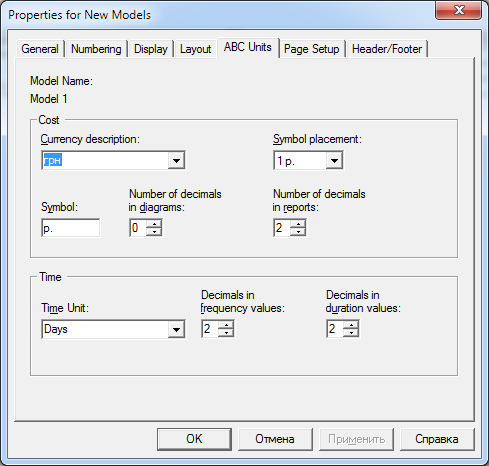 Properties for New Models
General Numbering Display Layout ABC Units Page Setup Header/Footer
Model Name:
Model 1
Cost
Currency description: Symbol placement:
грн 1 р.
Symbol: Number of decimals in diagrams: Number of decimals in reports:
р. 0 2
Time
Time Unit: Decimals in frequency values: Decimals in duration values:
Days 2 2
OK Отмена Применить Справка